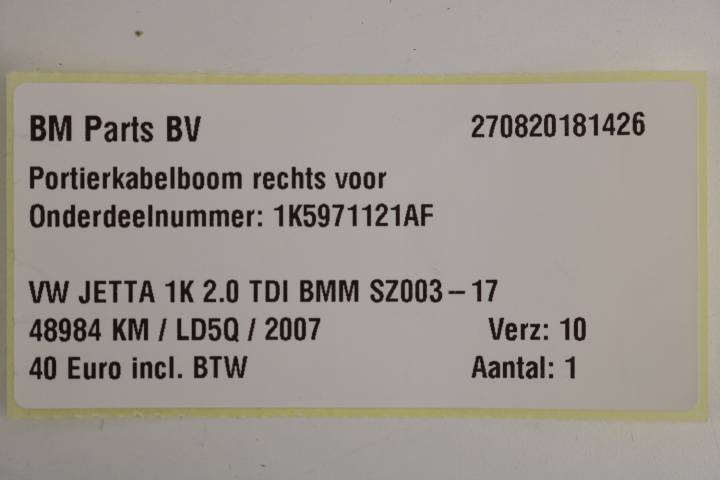 BM Parts BV 270820181426
Portierkabelboom rechts voor
Onderdeelnummer: 1K5971121AF
VW JETTA 1K 2.0 TDI BMM SZ003 – 17
48984 KM / LD5Q / 2007 Verz: 10
40 Euro incl. BTW Aantal: 1